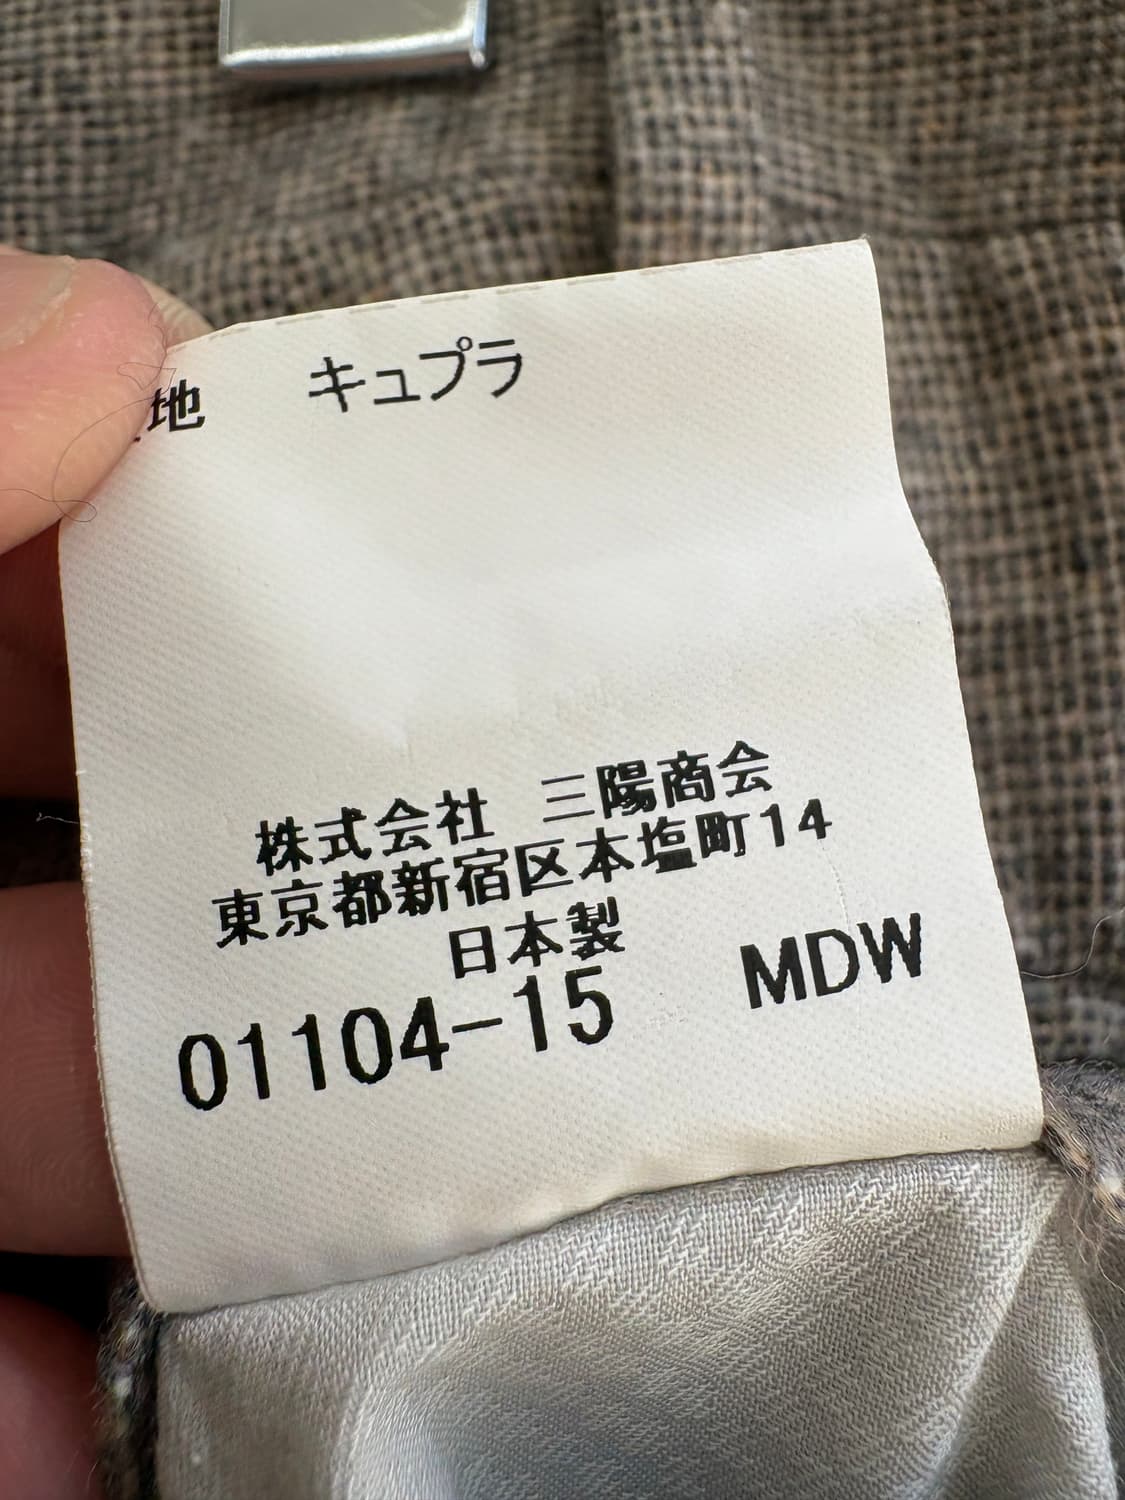 地 キュプラ
株式会社 三陽商会
東京都新宿区本塩町14
日本製
01104-15 MDW